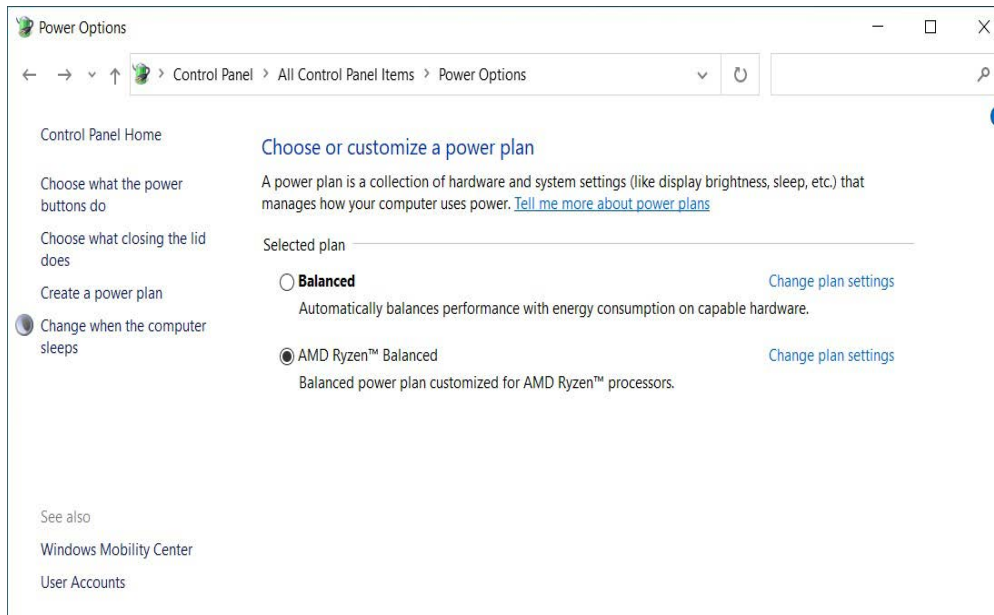 Power Options
Control Panel > All Control Panel Items > Power Options
Control Panel Home
Choose what the power
buttons do
Choose what closing the lid
does
Create a power plan
Change when the computer
sleeps
Choose or customize a power plan
A power plan is a collection of hardware and system settings (like display brightness, sleep, etc.) that
manages how your computer uses power. Tell me more about power plans
Selected plan
Balanced Change plan settings
Automatically balances performance with energy consumption on capable hardware.
AMD Ryzen™ Balanced Change plan settings
Balanced power plan customized for AMD Ryzen™ processors.
See also
Windows Mobility Center
User Accounts